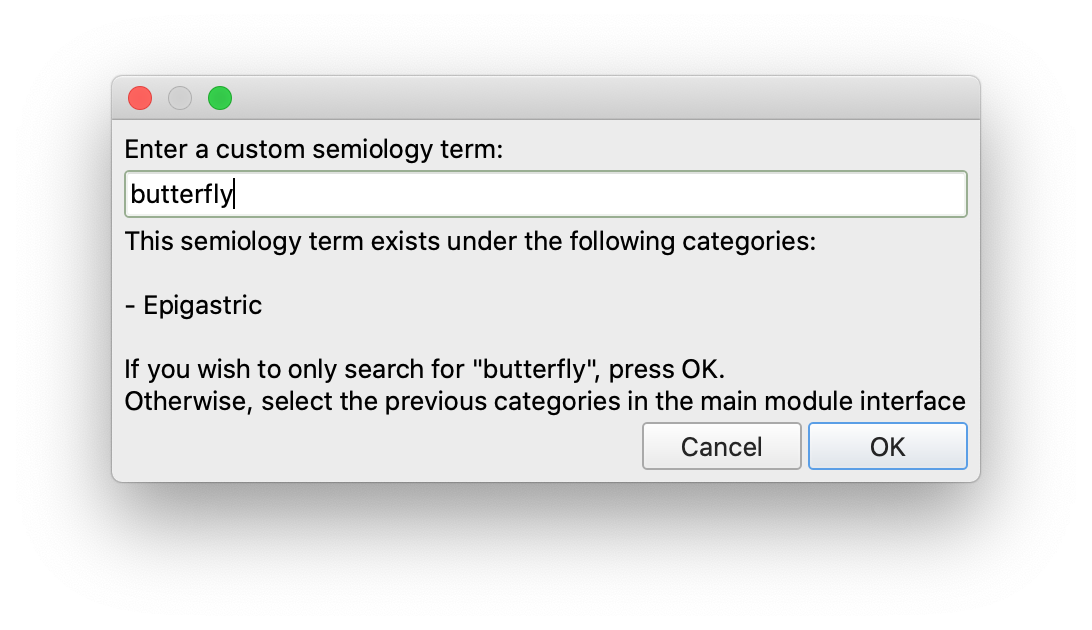 Enter a custom semiology term:
butterfly
This semiology term exists under the following categories:
- Epigastric
If you wish to only search for "butterfly", press OK.
Otherwise, select the previous categories in the main module interface
Cancel OK